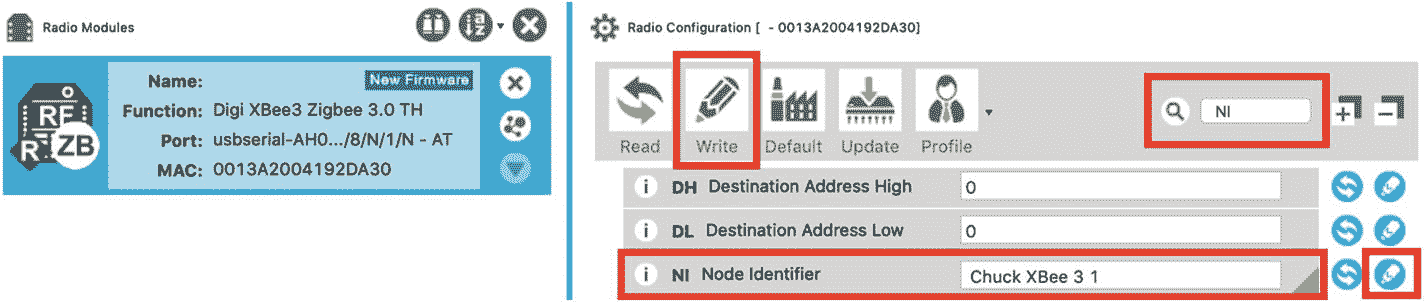 Radio Modules
Name:
New Firmware
Function: Digi XBee3 Zigbee 3.0 TH
Port: usbserial-AH0.../8/N/1/N - AT
MAC: 0013A2004192DA30
RF
R
ZB
Radio Configuration [ - 0013A2004192DA30]
Read
Write
Default
Update
Profile
NI
i DH Destination Address High 0
i DL Destination Address Low 0
i NI Node Identifier Chuck XBee 3 1